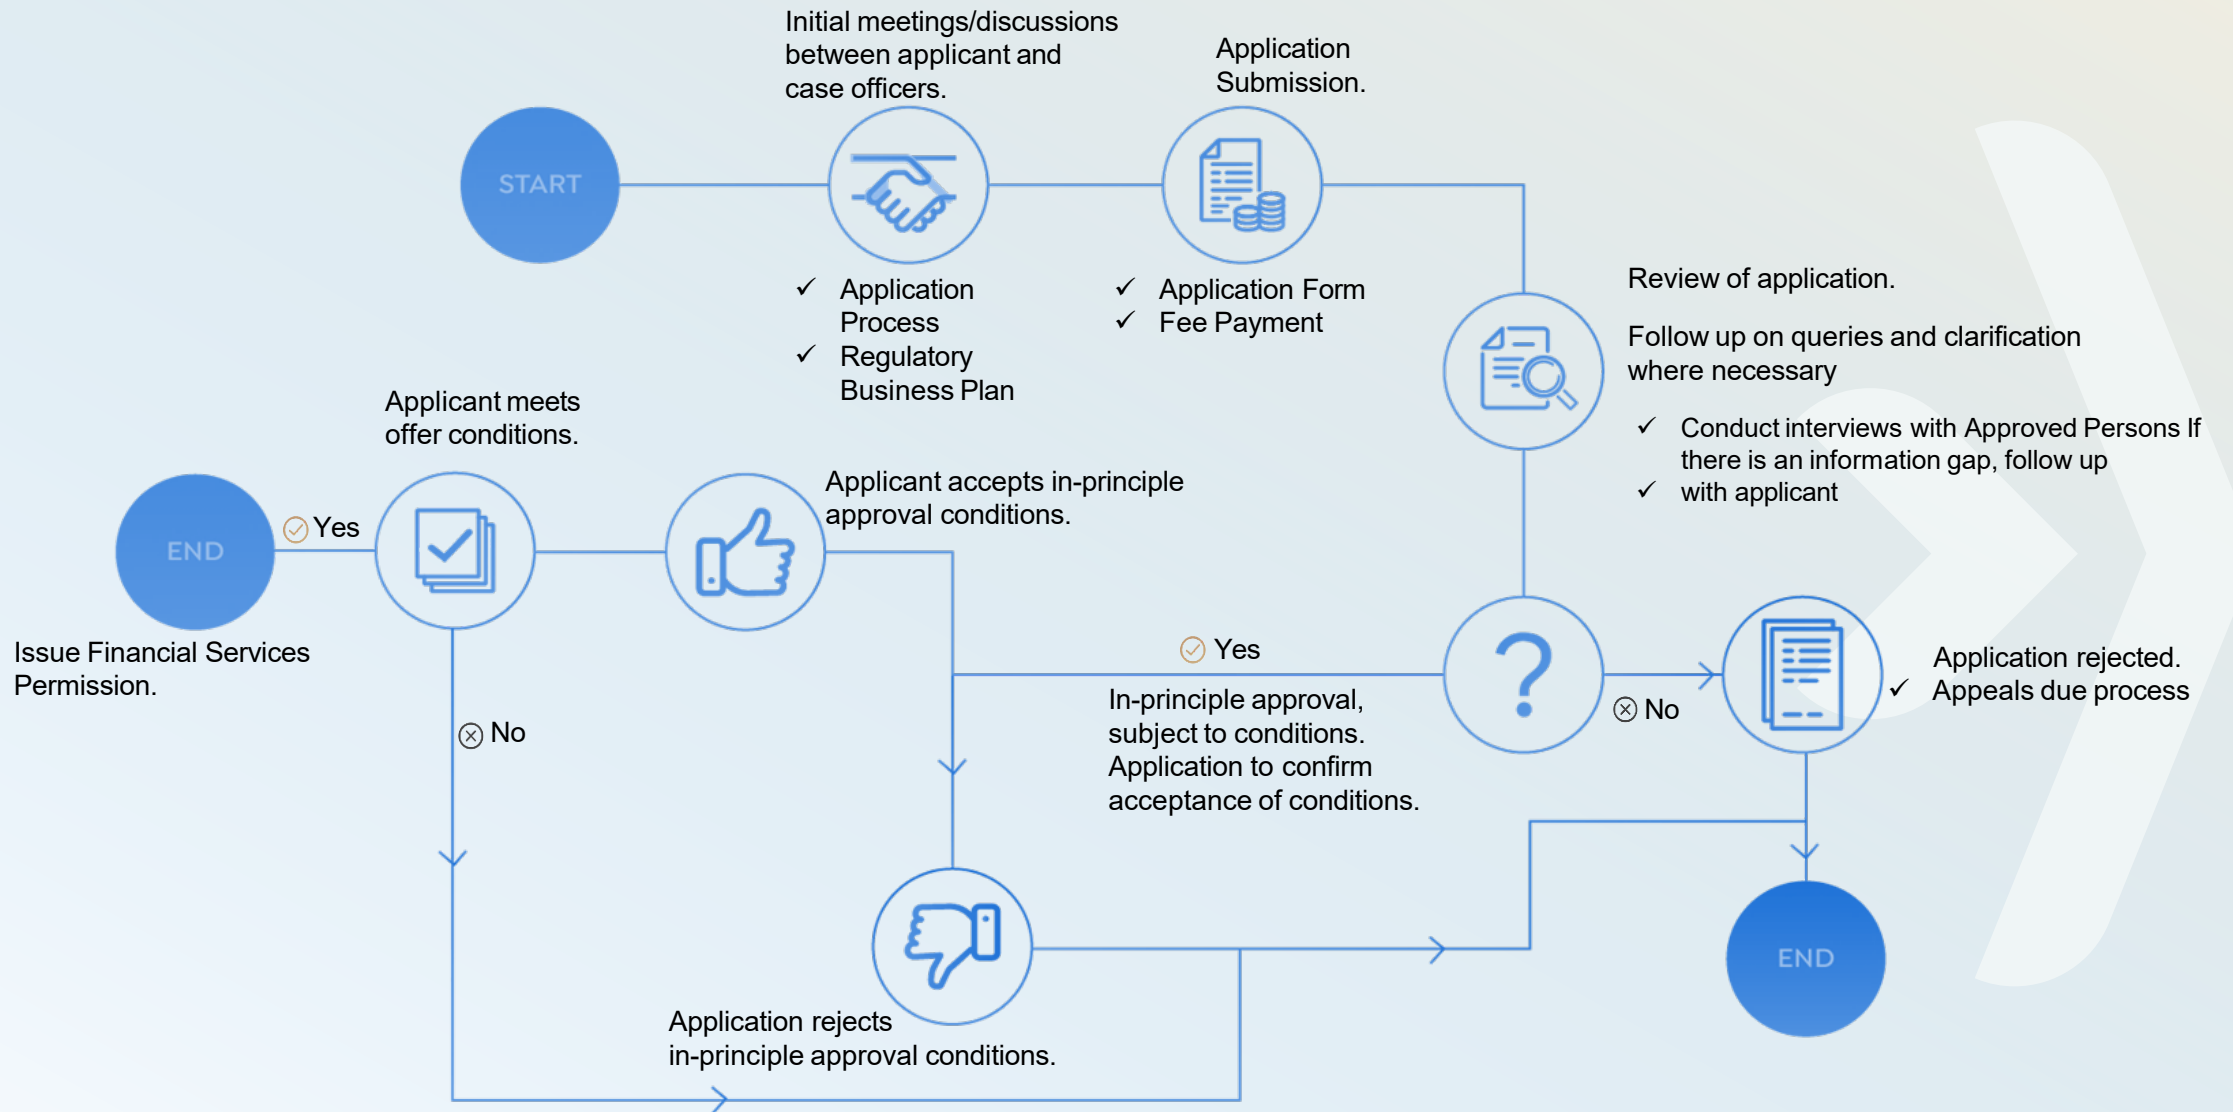 Initial meetings/discussions
between applicant and
case officers.
Application
Submission.
START
✓ Application
Process
✓ Regulatory
Business Plan
✓ Application Form
✓ Fee Payment
Review of application.
Follow up on queries and clarification
where necessary
✓ Conduct interviews with Approved Persons If
there is an information gap, follow up
✓ with applicant
Applicant meets
offer conditions.
Applicant accepts in-principle
approval conditions.
END
Yes
Issue Financial Services
Permission.
No
Yes
In-principle approval,
subject to conditions.
Application to confirm
acceptance of conditions.
?
No
Application rejected.
✓ Appeals due process
Application rejects
in-principle approval conditions.
END